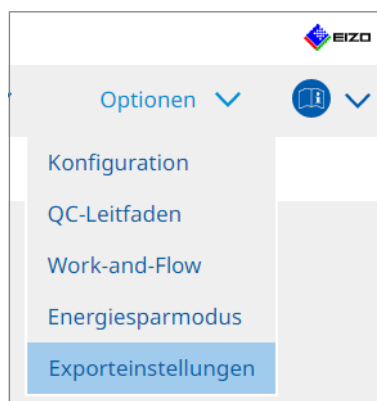 EIZO
Optionen
Konfiguration
QC-Leitfaden
Work-and-Flow
Energiesparmodus
Exporteinstellungen